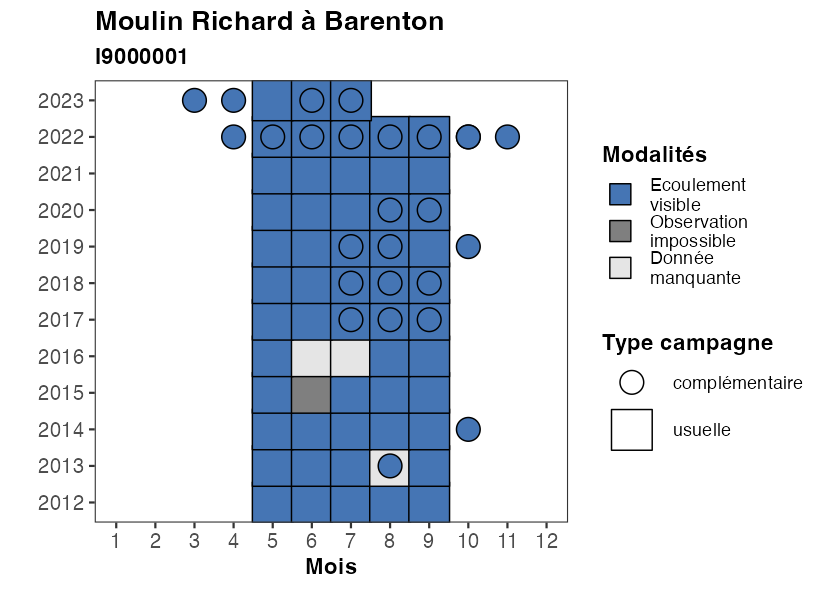 Moulin Richard à Barenton
I9000001
2023
2022
2021
2020
2019
2018
2017
2016
2015
2014
2013
2012
1 2 3 4 5 6 7 8 9 10 11 12
Mois
Modalités
Ecoulement
visible
Observation
impossible
Donnée
manquante
Type campagne
complémentaire
usuelle